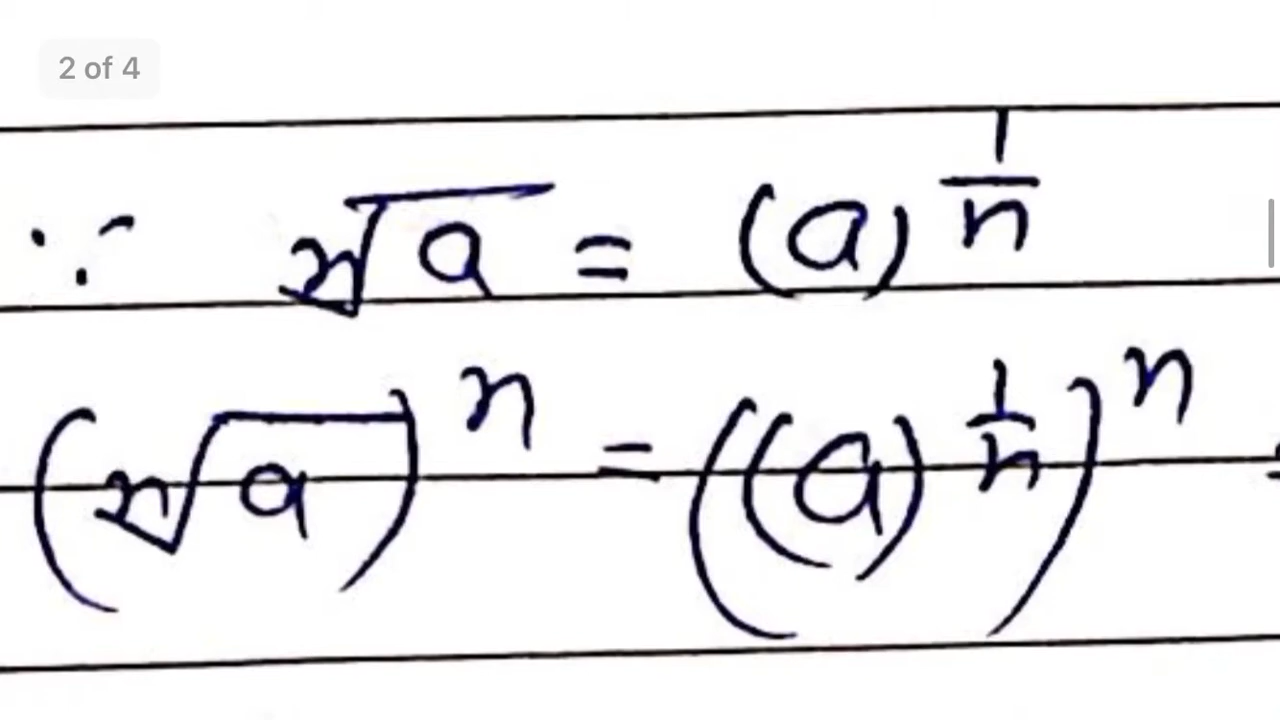 2 of 4
∵ ⁿ√a = (a)^(1/n)
(ⁿ√a)ⁿ = ((a)^(1/n))ⁿ =